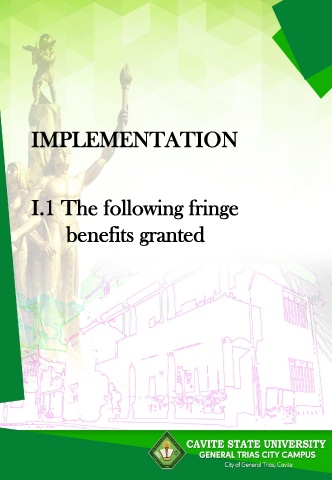 IMPLEMENTATION
I.1 The following fringe
benefits granted
CAVITE STATE UNIVERSITY
GENERAL TRIAS CITY CAMPUS
City of General Trias, Cavite